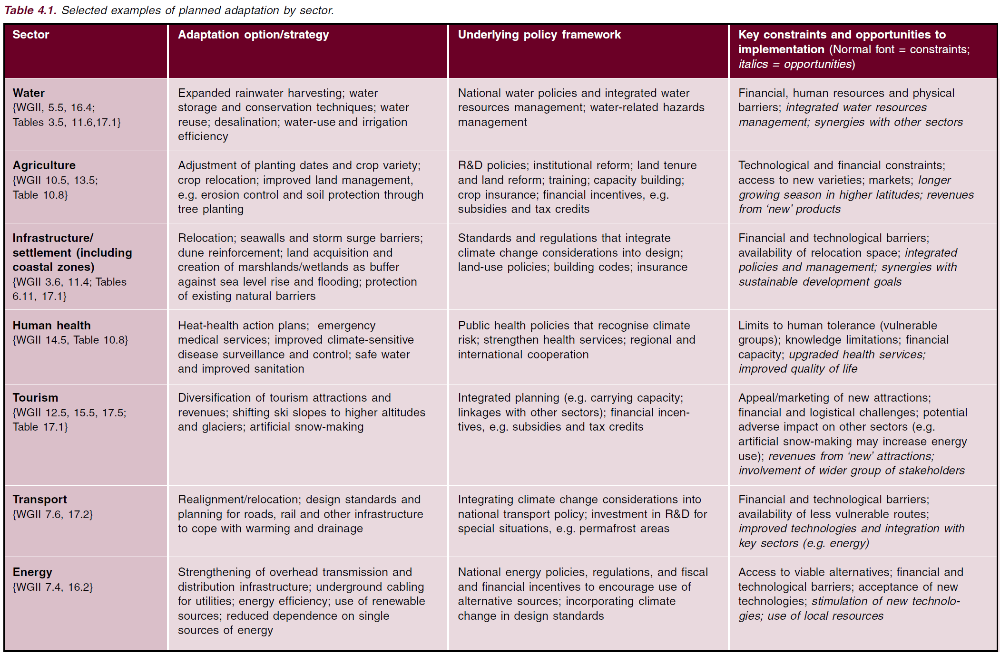 Table 4.1. Selected examples of planned adaptation by sector.
Sector
Adaptation option/strategy
Underlying policy framework
Key constraints and opportunities to
implementation (Normal font = constraints;
italics = opportunities)
Water
{WGII, 5.5, 16.4;
Tables 3.5, 11.6,17.1}
Expanded rainwater harvesting; water
storage and conservation techniques; water
reuse; desalination; water-use and irrigation
efficiency
National water policies and integrated water
resources management; water-related hazards
management
Financial, human resources and physical
barriers; integrated water resources
management; synergies with other sectors
Agriculture
{WGII 10.5, 13.5;
Table 10.8}
Adjustment of planting dates and crop variety;
crop relocation; improved land management,
e.g. erosion control and soil protection through
tree planting
R&D policies; institutional reform; land tenure
and land reform; training; capacity building;
crop insurance; financial incentives, e.g.
subsidies and tax credits
Technological and financial constraints;
access to new varieties; markets; longer
growing season in higher latitudes; revenues
from ‘new’ products
Infrastructure/
settlement (including
coastal zones)
{WGII 3.6, 11.4; Tables
6.11, 17.1}
Relocation; seawalls and storm surge barriers;
dune reinforcement; land acquisition and
creation of marshlands/wetlands as buffer
against sea level rise and flooding; protection
of existing natural barriers
Standards and regulations that integrate
climate change considerations into design;
land-use policies; building codes; insurance
Financial and technological barriers;
availability of relocation space; integrated
policies and management; synergies with
sustainable development goals
Human health
{WGII 14.5, Table 10.8}
Heat-health action plans; emergency
medical services; improved climate-sensitive
disease surveillance and control; safe water
and improved sanitation
Public health policies that recognise climate
risk; strengthen health services; regional and
international cooperation
Limits to human tolerance (vulnerable
groups); knowledge limitations; financial
capacity; upgraded health services;
improved quality of life
Tourism
{WGII 12.5, 15.5, 17.5;
Table 17.1}
Diversification of tourism attractions and
revenues; shifting ski slopes to higher altitudes
and glaciers; artificial snow-making
Integrated planning (e.g. carrying capacity;
linkages with other sectors); financial incen-
tives, e.g. subsidies and tax credits
Appeal/marketing of new attractions;
financial and logistical challenges; potential
adverse impact on other sectors (e.g.
artificial snow-making may increase energy
use); revenues from ‘new’ attractions;
involvement of wider group of stakeholders
Transport
{WGII 7.6, 17.2}
Realignment/relocation; design standards and
planning for roads, rail and other infrastructure
to cope with warming and drainage
Integrating climate change considerations into
national transport policy; investment in R&D for
special situations, e.g. permafrost areas
Financial and technological barriers;
availability of less vulnerable routes;
improved technologies and integration with
key sectors (e.g. energy)
Energy
{WGII 7.4, 16.2}
Strengthening of overhead transmission and
distribution infrastructure; underground cabling
for utilities; energy efficiency; use of renewable
sources; reduced dependence on single
sources of energy
National energy policies, regulations, and fiscal
and financial incentives to encourage use of
alternative sources; incorporating climate
change in design standards
Access to viable alternatives; financial and
technological barriers; acceptance of new
technologies; stimulation of new technolo-
gies; use of local resources